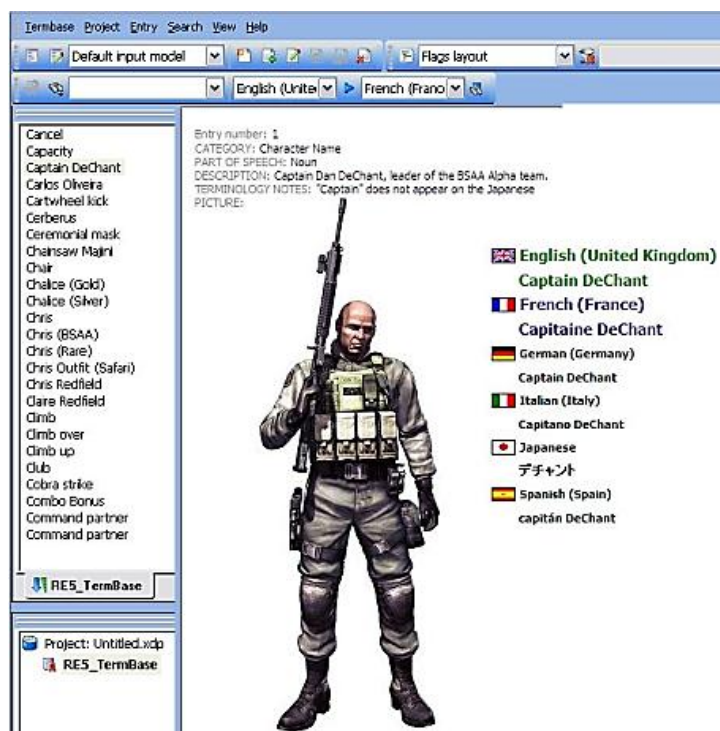 Termbase Project Entry Search View Help
Default input model
Flags layout
English (Unite
French (Franc
Cancel
Capacity
Captain DeChant
Carlos Oliveira
Cartwheel kick
Cerberus
Ceremonial mask
Chainsaw Majini
Chair
Chalice (Gold)
Chalice (Silver)
Chris
Chris (BSAA)
Chris (Rare)
Chris Outfit (Safari)
Chris Redfield
Claire Redfield
Climb
Climb over
Climb up
Club
Cobra strike
Combo Bonus
Command partner
Command partner
RE5_TermBase
Project: Untitled.xdp
RE5_TermBase
Entry number: 1
CATEGORY: Character Name
PART OF SPEECH: Noun
DESCRIPTION: Captain Dan DeChant, leader of the BSAA Alpha team.
TERMINOLOGY NOTES: "Captain" does not appear on the Japanese
PICTURE:
English (United Kingdom)
Captain DeChant
French (France)
Capitaine DeChant
German (Germany)
Captain DeChant
Italian (Italy)
Capitano DeChant
Japanese
デチャント
Spanish (Spain)
capitán DeChant